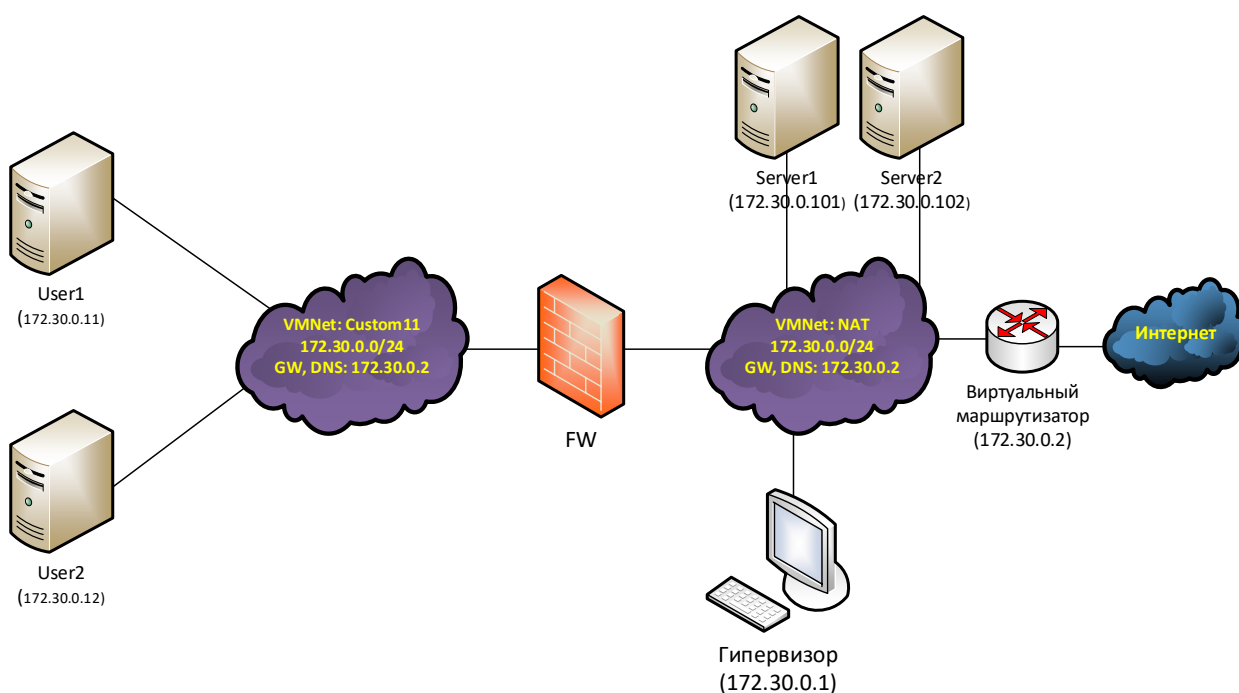 Server1
(172.30.0.101)
Server2
(172.30.0.102)
User1
(172.30.0.11)
VMNet: Custom11
172.30.0.0/24
GW, DNS: 172.30.0.2
FW
VMNet: NAT
172.30.0.0/24
GW, DNS: 172.30.0.2
Интернет
Виртуальный
маршрутизатор
(172.30.0.2)
User2
(172.30.0.12)
Гипервизор
(172.30.0.1)